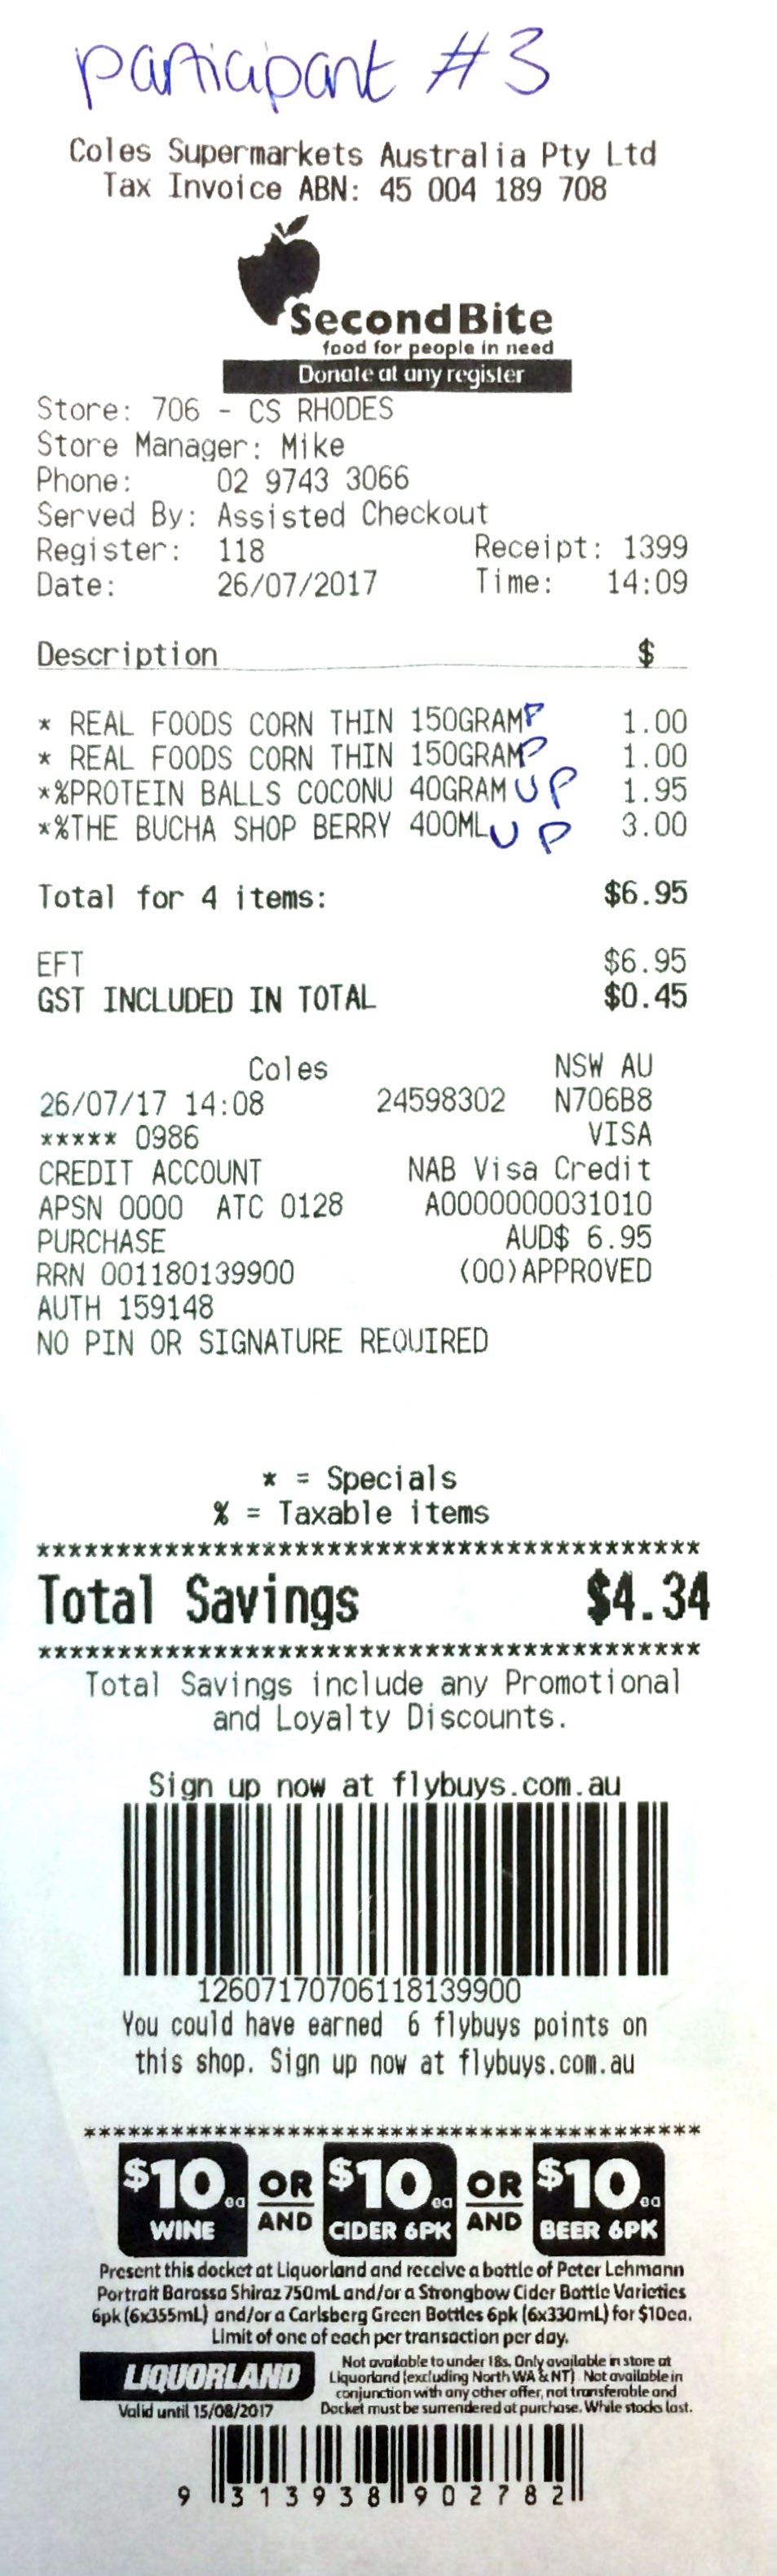 participant #3
Coles Supermarkets Australia Pty Ltd
Tax Invoice ABN: 45 004 189 708
SecondBite
food for people in need
Donate at any register
Store: 706 - CS RHODES
Store Manager: Mike
Phone: 02 9743 3066
Served By: Assisted Checkout
Register: 118 Receipt: 1399
Date: 26/07/2017 Time: 14:09
Description $
* REAL FOODS CORN THIN 150GRAM P 1.00
* REAL FOODS CORN THIN 150GRAM P 1.00
*%PROTEIN BALLS COCONU 40GRAM UP 1.95
*%THE BUCHA SHOP BERRY 400ML UP 3.00
Total for 4 items: $6.95
EFT $6.95
GST INCLUDED IN TOTAL $0.45
Coles NSW AU
26/07/17 14:08 24598302 N706B8
***** 0986 VISA
CREDIT ACCOUNT NAB Visa Credit
APSN 0000 ATC 0128 A0000000031010
PURCHASE AUD$ 6.95
RRN 001180139900 (00)APPROVED
AUTH 159148
NO PIN OR SIGNATURE REQUIRED
* = Specials
% = Taxable items
******************************************
Total Savings $4.34
******************************************
Total Savings include any Promotional
and Loyalty Discounts.
Sign up now at flybuys.com.au
12607170706118139900
You could have earned 6 flybuys points on
this shop. Sign up now at flybuys.com.au
******************************************
$10 ea WINE OR AND $10 ea CIDER 6PK OR AND $10 ea BEER 6PK
Present this docket at Liquorland and receive a bottle of Peter Lehmann
Portrait Barossa Shiraz 750mL and/or a Strongbow Cider Bottle Varieties
6pk (6x355mL) and/or a Carlsberg Green Bottles 6pk (6x330mL) for $10ea.
Limit of one of each per transaction per day.
LIQUORLAND
Valid until 15/08/2017
Not available to under 18s. Only available in store at
Liquorland (excluding North WA & NT). Not available in
conjunction with any other offer, not transferable and
Docket must be surrendered at purchase. While stocks last.
9 313938 902782